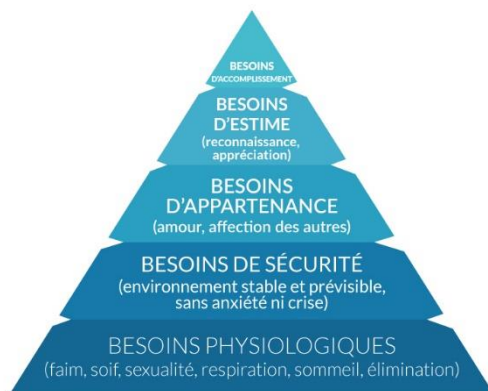 BESOINS
D'ACCOMPLISSEMENT
BESOINS
D'ESTIME
(reconnaissance,
appréciation)
BESOINS
D'APPARTENANCE
(amour, affection des autres)
BESOINS DE SÉCURITÉ
(environnement stable et prévisible,
sans anxiété ni crise)
BESOINS PHYSIOLOGIQUES
(faim, soif, sexualité, respiration, sommeil, élimination)